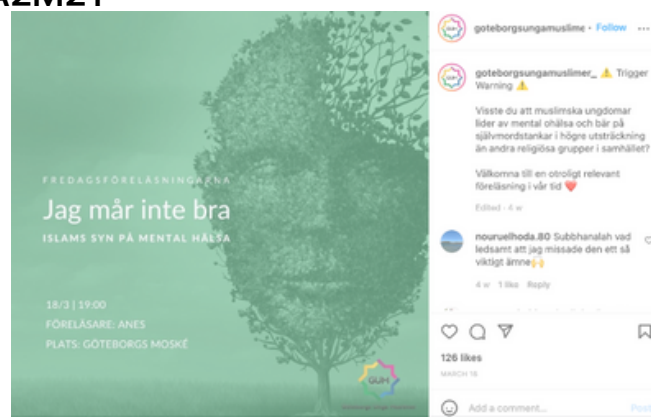 FREDAGSFÖRELÄSNINGARNA
Jag mår inte bra
ISLAMS SYN PÅ MENTAL HÄLSA
18/3 | 19:00
FÖRELÄSARE: ANES
PLATS: GÖTEBORGS MOSKÉ
GUM
goteborgsungamuslime • Follow ...
goteborgsungamuslimer_ ⚠️ Trigger
Warning ⚠️
Visste du att muslimska ungdomar
lider av mental ohälsa och bär på
självmordstankar i högre utsträckning
än andra religiösa grupper i samhället?
Välkomna till en otroligt relevant
föreläsning i vår tid ❤️
Edited · 4 w
nouruelhoda.80 Subbhanalah vad
ledsamt att jag missade den ett så
viktigt ämne🙌
4 w 1 like Reply
126 likes
Add a comment...
Post